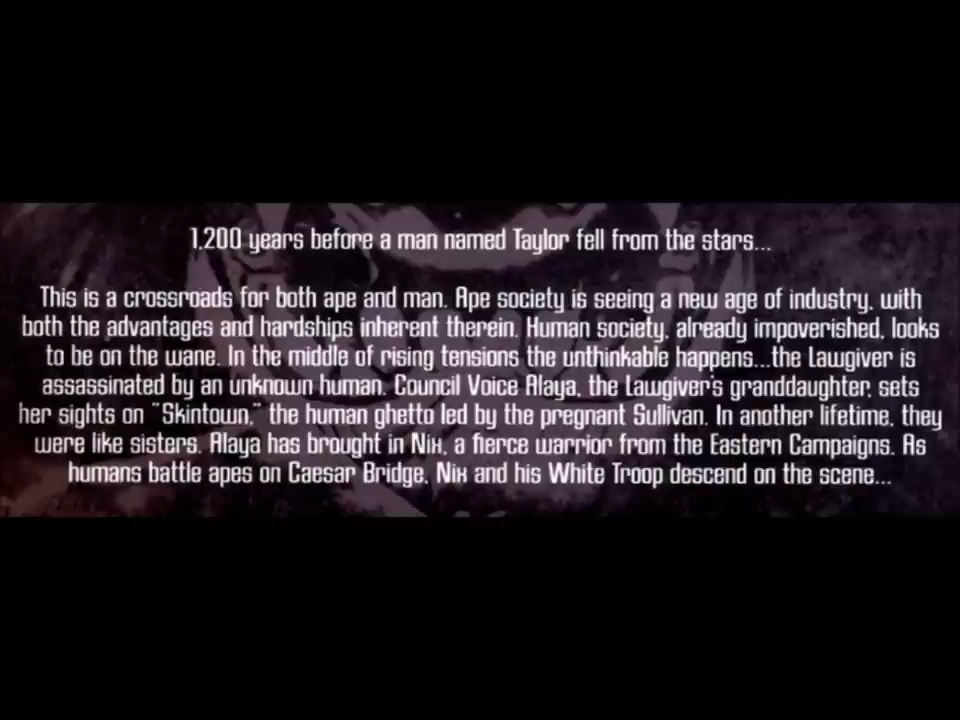 1,200 years before a man named Taylor fell from the stars...
This is a crossroads for both ape and man. Ape society is seeing a new age of industry, with
both the advantages and hardships inherent therein. Human society, already impoverished, looks
to be on the wane. In the middle of rising tensions the unthinkable happens...the Lawgiver is
assassinated by an unknown human. Council Voice Alaya, the Lawgiver's granddaughter, sets
her sights on "Skintown," the human ghetto led by the pregnant Sullivan. In another lifetime, they
were like sisters. Alaya has brought in Nix, a fierce warrior from the Eastern Campaigns. As
humans battle apes on Caesar Bridge, Nix and his White Troop descend on the scene...